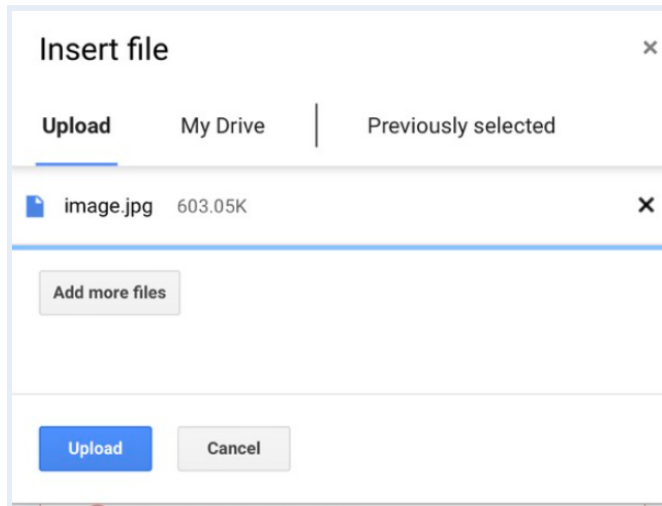 Insert file
Upload My Drive Previously selected
image.jpg 603.05K
Add more files
Upload Cancel